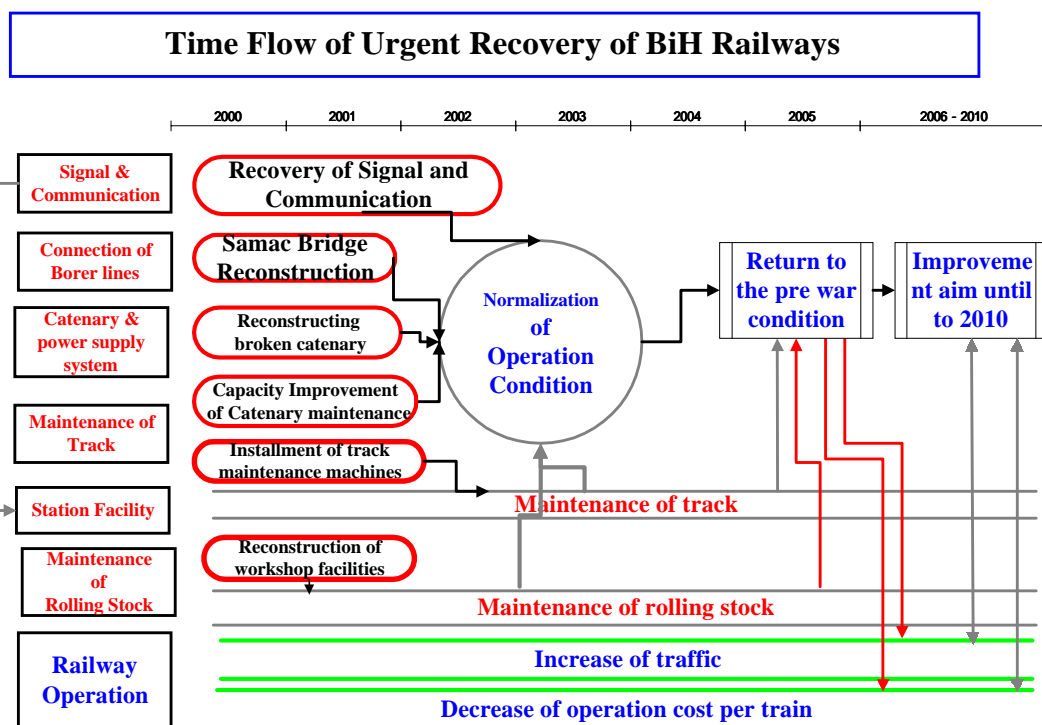 Time Flow of Urgent Recovery of BiH Railways
2000
2001
2002
2003
2004
2005
2006 - 2010
Signal &
Communication
Recovery of Signal and
Communication
Connection of
Borer lines
Samac Bridge
Reconstruction
Catenary &
power supply
system
Reconstructing
broken catenary
Capacity Improvement
of Catenary maintenance
Normalization
of
Operation
Condition
Return to
the pre war
condition
Improveme
nt aim until
to 2010
Maintenance of
Track
Installment of track
maintenance machines
Maintenance of track
Station Facility
Reconstruction of
workshop facilities
Maintenance
of
Rolling Stock
Maintenance of rolling stock
Railway
Operation
Increase of traffic
Decrease of operation cost per train